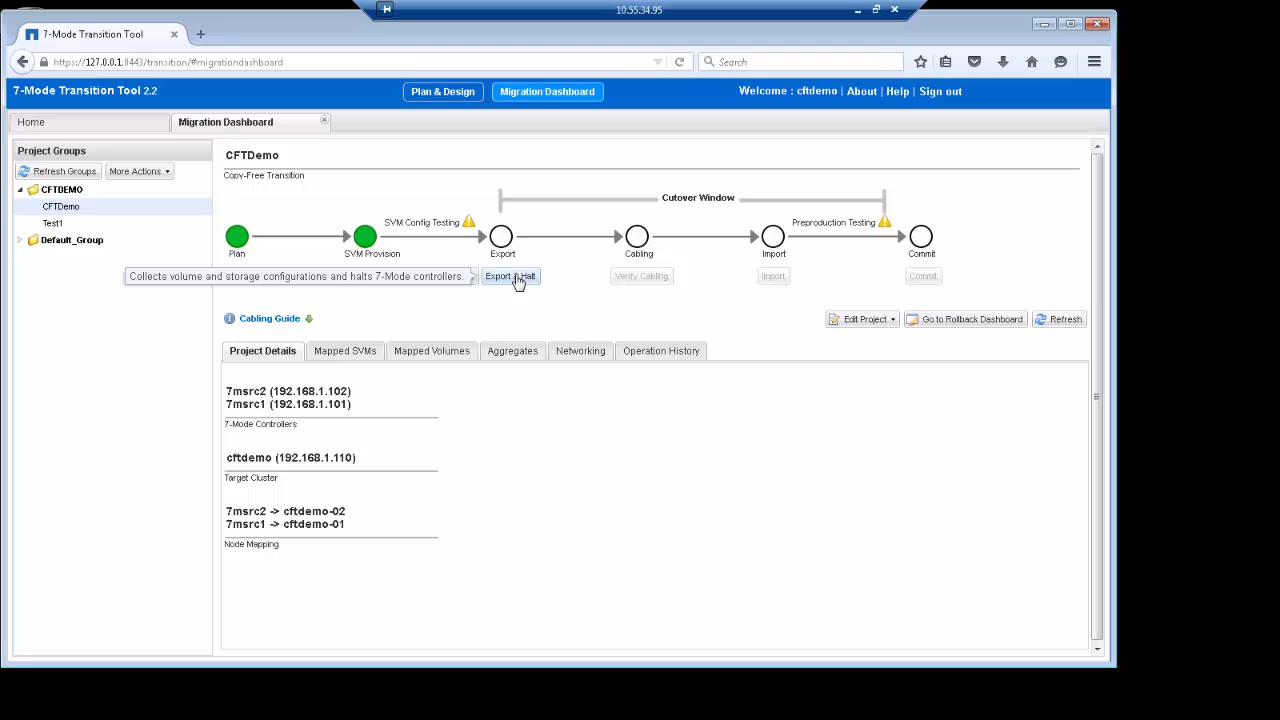 10.55.34.95
7-Mode Transition Tool
https://127.0.0.1:8443/transition/#migrationdashboard
Search
7-Mode Transition Tool 2.2
Plan & Design
Migration Dashboard
Welcome : cftdemo | About | Help | Sign out
Home
Migration Dashboard
Project Groups
Refresh Groups
More Actions
CFTDEMO
CFTDemo
Test1
Default_Group
CFTDemo
Copy-Free Transition
Cutover Window
SVM Config Testing
Preproduction Testing
Plan
SVM Provision
Export
Cabling
Import
Commit
Collects volume and storage configurations and halts 7-Mode controllers.
Export & Halt
Verify Cabling
Import
Commit
Cabling Guide
Edit Project
Go to Rollback Dashboard
Refresh
Project Details
Mapped SVMs
Mapped Volumes
Aggregates
Networking
Operation History
7msrc2 (192.168.1.102)
7msrc1 (192.168.1.101)
7-Mode Controllers
cftdemo (192.168.1.110)
Target Cluster
7msrc2 -> cftdemo-02
7msrc1 -> cftdemo-01
Node Mapping